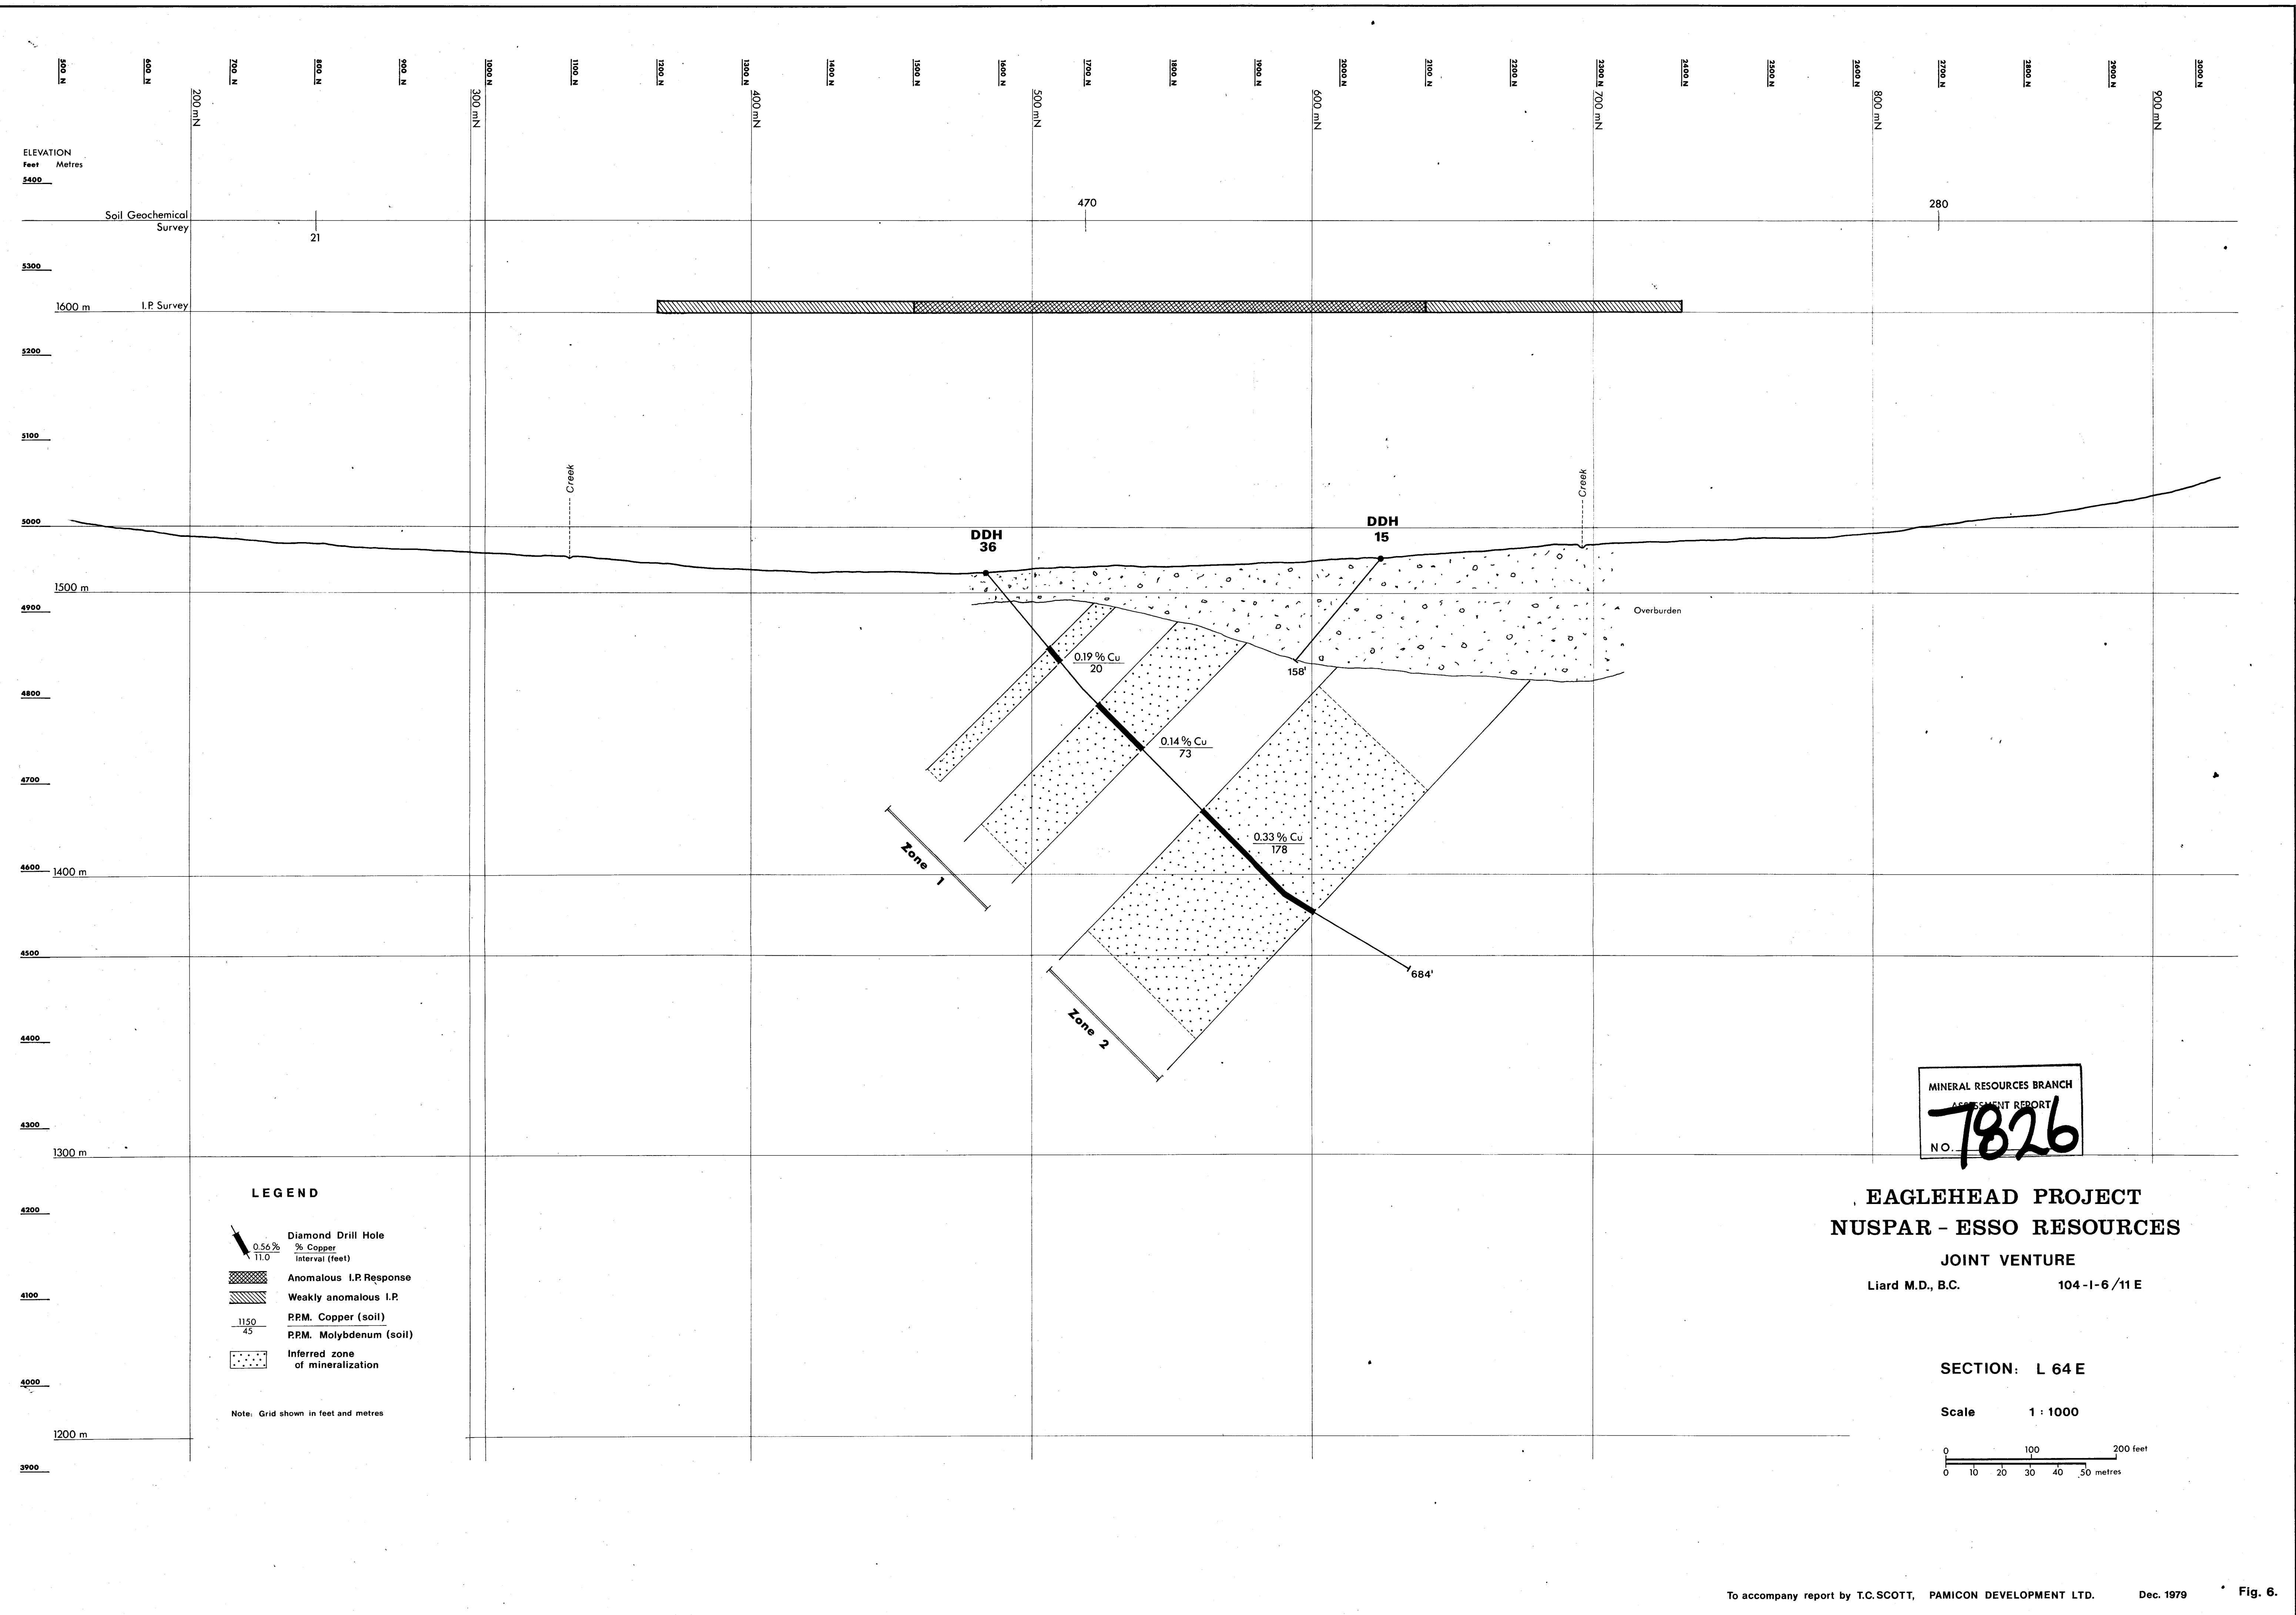 500 N 600 N 700 N 800 N 900 N 1000 N 1100 N 1200 N 1300 N 1400 N 1500 N 1600 N 1700 N 1800 N 1900 N 2000 N 2100 N 2200 N 2300 N 2400 N 2500 N 2600 N 2700 N 2800 N 2900 N 3000 N
200 mN 300 mN 400 mN 500 mN 600 mN 700 mN 800 mN 900 mN
ELEVATION
Feet Metres
5400
Soil Geochemical
Survey
21
470
280
5300
1600 m I.P. Survey
5200
5100
Creek
Creek
5000
DDH
36
DDH
15
1500 m
4900
Overburden
0.19 % Cu
20
158'
4800
0.14 % Cu
73
4700
0.33 % Cu
178
Zone 1
4600
1400 m
4500
684'
Zone 2
4400
4300
1300 m
4200
4100
4000
1200 m
3900
LEGEND
Diamond Drill Hole
0.56 % % Copper
11.0 Interval (feet)
Anomalous I.P. Response
Weakly anomalous I.P.
1150 P.P.M. Copper (soil)
45 P.P.M. Molybdenum (soil)
Inferred zone
of mineralization
Note: Grid shown in feet and metres
MINERAL RESOURCES BRANCH
ASSESSMENT REPORT
NO. 7826
EAGLEHEAD PROJECT
NUSPAR - ESSO RESOURCES
JOINT VENTURE
Liard M.D., B.C. 104-I-6/11 E
SECTION: L 64 E
Scale 1 : 1000
0 100 200 feet
0 10 20 30 40 50 metres
To accompany report by T.C. SCOTT, PAMICON DEVELOPMENT LTD. Dec. 1979 Fig. 6.